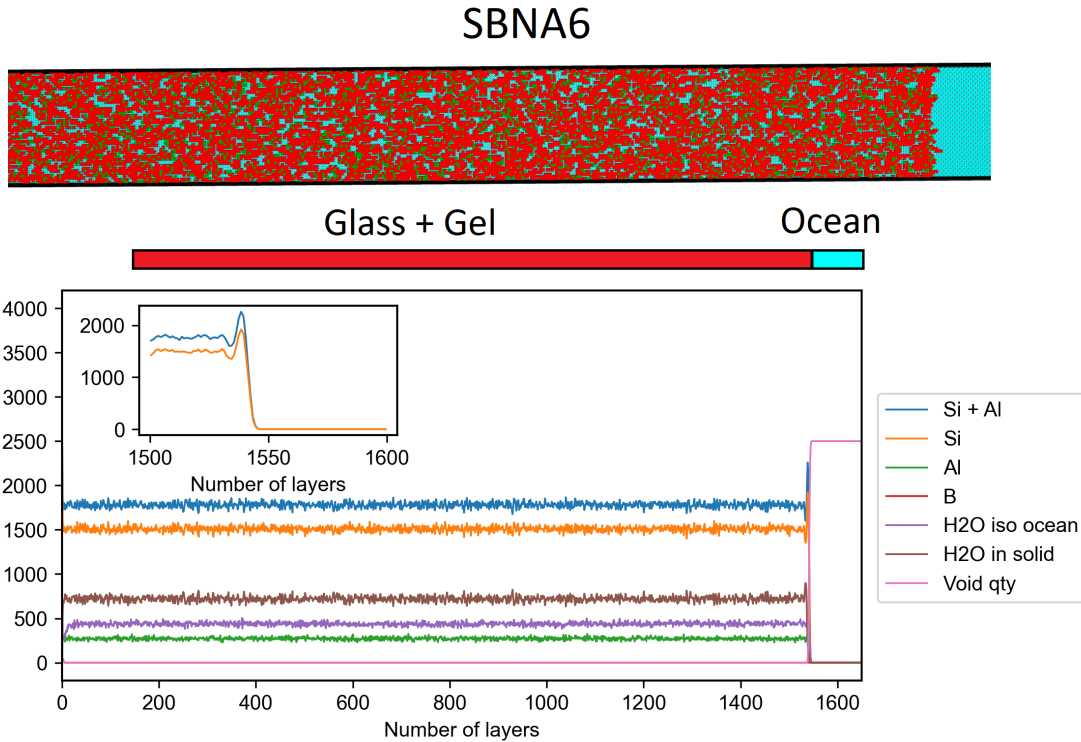 SBNA6
Glass + Gel
Ocean
4000
3500
3000
2500
2000
1500
1000
500
0
0
200
400
600
800
1000
1200
1400
1600
Number of layers
2000
1000
0
1500
1550
1600
Number of layers
Si + Al
Si
Al
B
H2O iso ocean
H2O in solid
Void qty